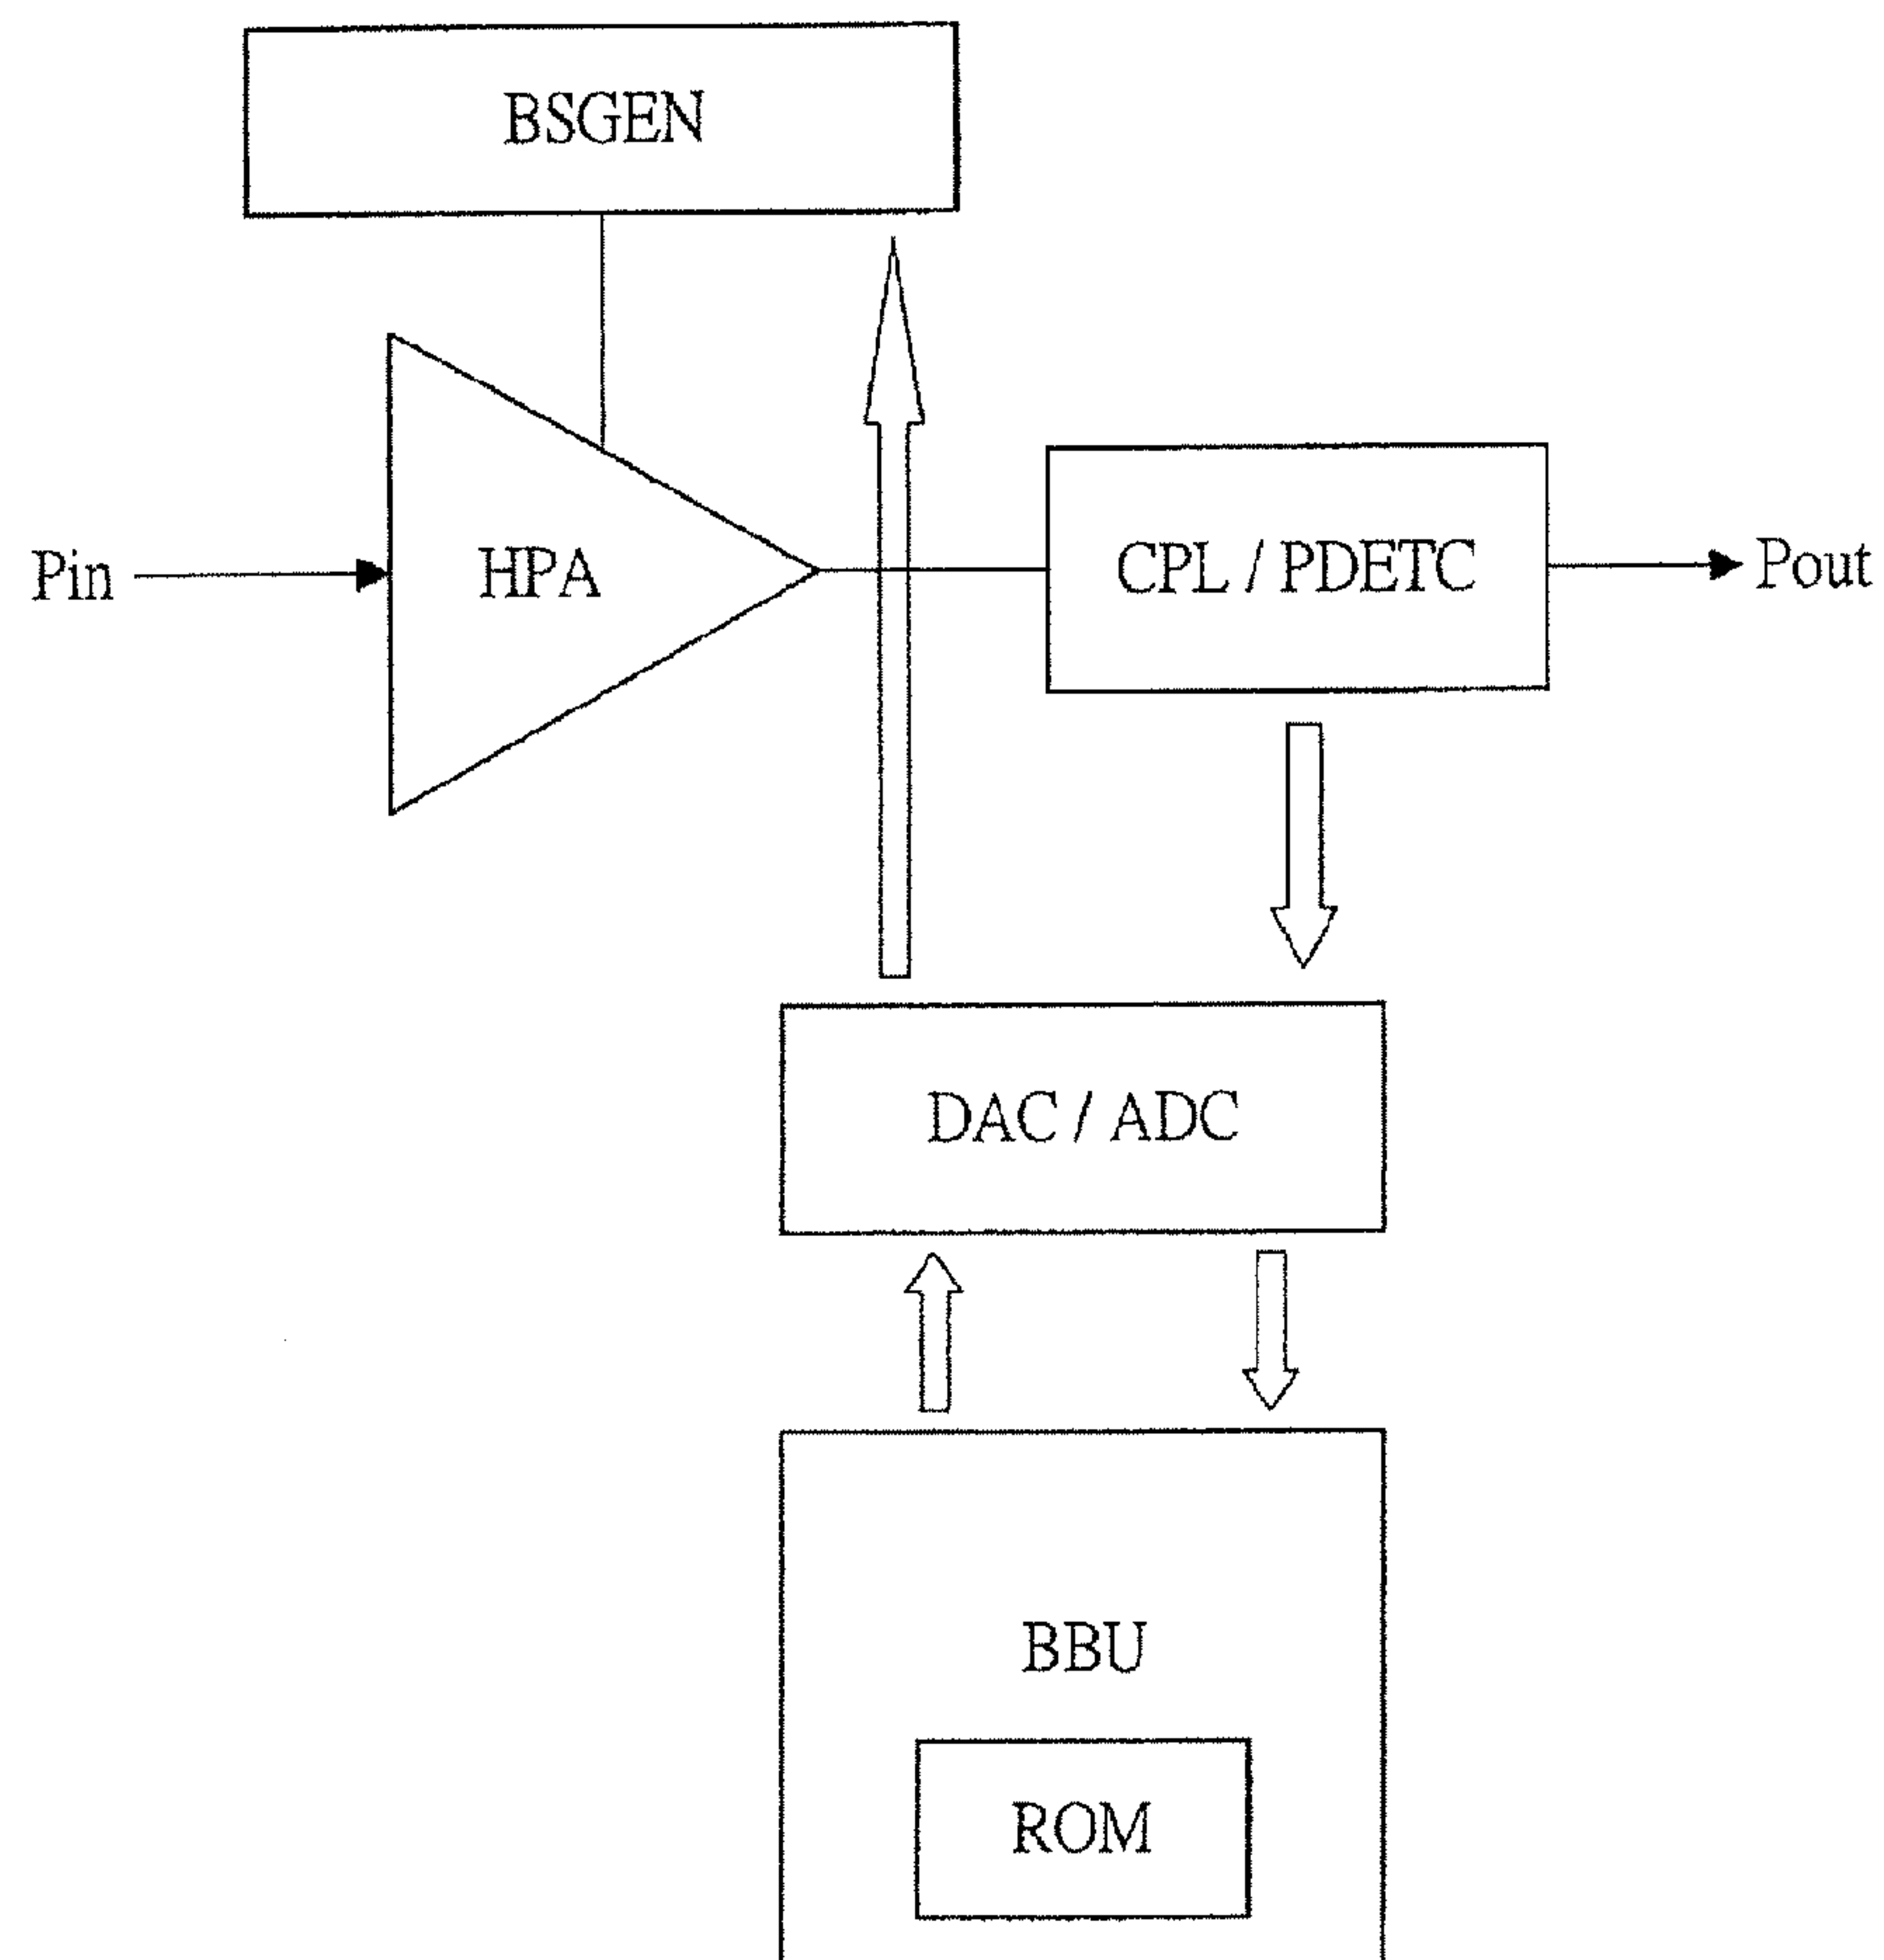 BSGEN
Pin
HPA
CPL / PDETC
Pout
DAC / ADC
BBU
ROM